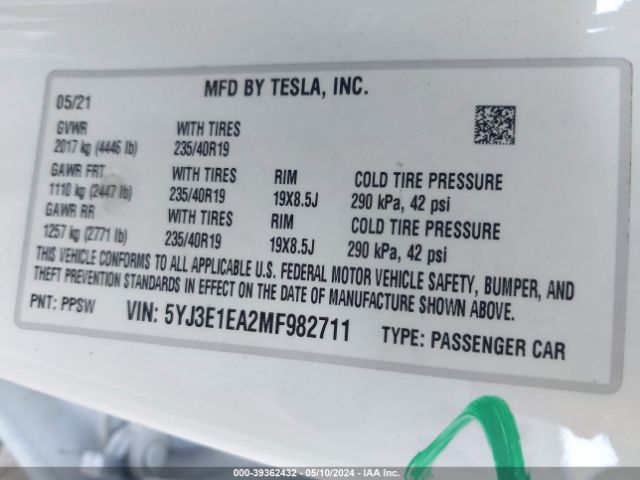 MFD BY TESLA, INC.
05/21
GVWR WITH TIRES
2017 kg (4446 lb) 235/40R19
GAWR FRT WITH TIRES RIM COLD TIRE PRESSURE
1110 kg (2447 lb) 235/40R19 19X8.5J 290 kPa, 42 psi
GAWR RR WITH TIRES RIM COLD TIRE PRESSURE
1257 kg (2771 lb) 235/40R19 19X8.5J 290 kPa, 42 psi
THIS VEHICLE CONFORMS TO ALL APPLICABLE U.S. FEDERAL MOTOR VEHICLE SAFETY, BUMPER, AND
THEFT PREVENTION STANDARDS IN EFFECT ON THE DATE OF MANUFACTURE SHOWN ABOVE.
PNT: PPSW VIN: 5YJ3E1EA2MF982711 TYPE: PASSENGER CAR
000-39362432 - 05/10/2024 - IAA Inc.